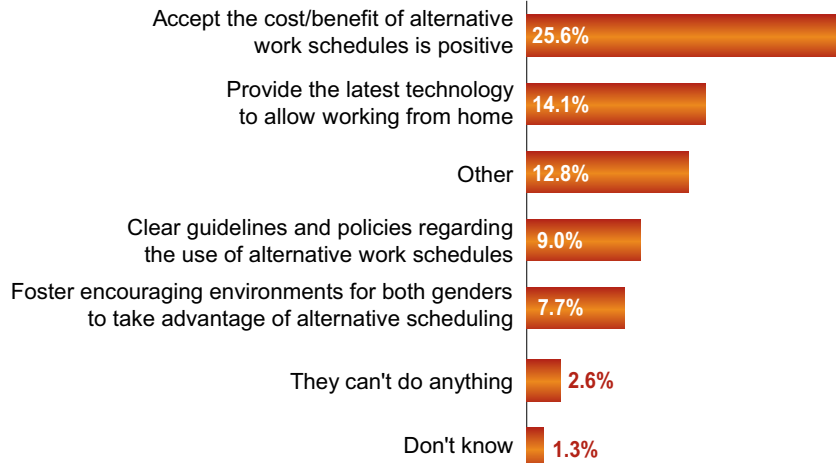 Accept the cost/benefit of alternative
work schedules is positive
25.6%
Provide the latest technology
to allow working from home
14.1%
Other
12.8%
Clear guidelines and policies regarding
the use of alternative work schedules
9.0%
Foster encouraging environments for both genders
to take advantage of alternative scheduling
7.7%
They can't do anything
2.6%
Don't know
1.3%